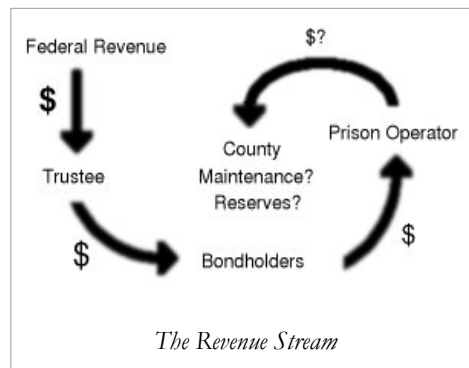 Federal Revenue
$?
$
Prison Operator
County
Maintenance?
Reserves?
Trustee
$
$
Bondholders
The Revenue Stream